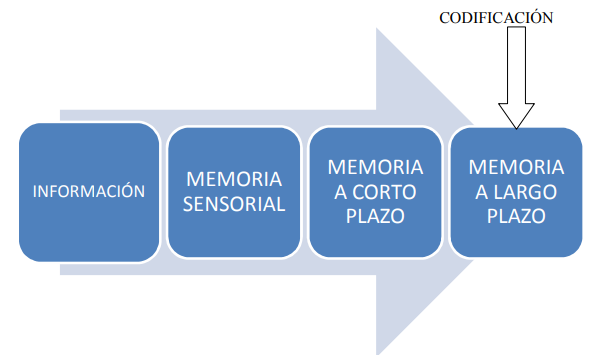 CODIFICACIÓN
INFORMACIÓN
MEMORIA
SENSORIAL
MEMORIA
A CORTO
PLAZO
MEMORIA
A LARGO
PLAZO